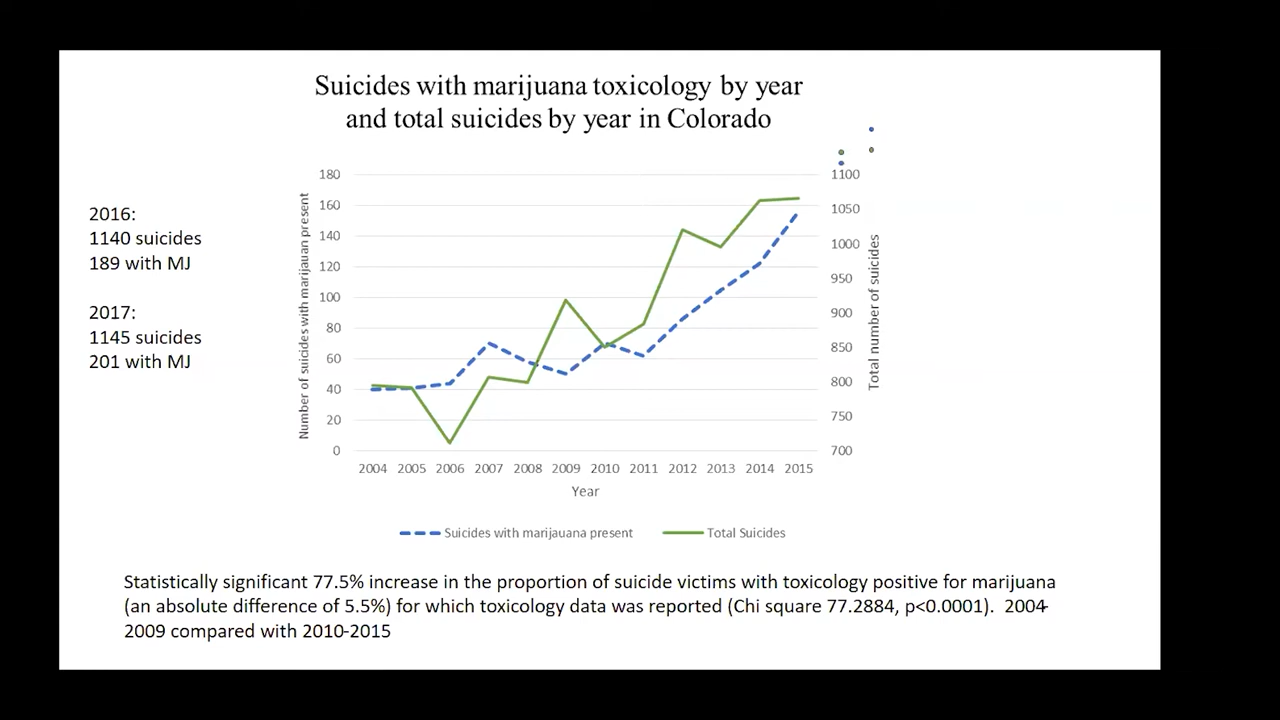 Suicides with marijuana toxicology by year
and total suicides by year in Colorado
2016:
1140 suicides
189 with MJ
2017:
1145 suicides
201 with MJ
Number of suicides with marijauan present
180
160
140
120
100
80
60
40
20
0
1100
1050
1000
950
900
850
800
750
700
Total number of suicides
2004 2005 2006 2007 2008 2009 2010 2011 2012 2013 2014 2015
Year
Suicides with marijauana present Total Suicides
Statistically significant 77.5% increase in the proportion of suicide victims with toxicology positive for marijuana
(an absolute difference of 5.5%) for which toxicology data was reported (Chi square 77.2884, p<0.0001). 2004-
2009 compared with 2010-2015